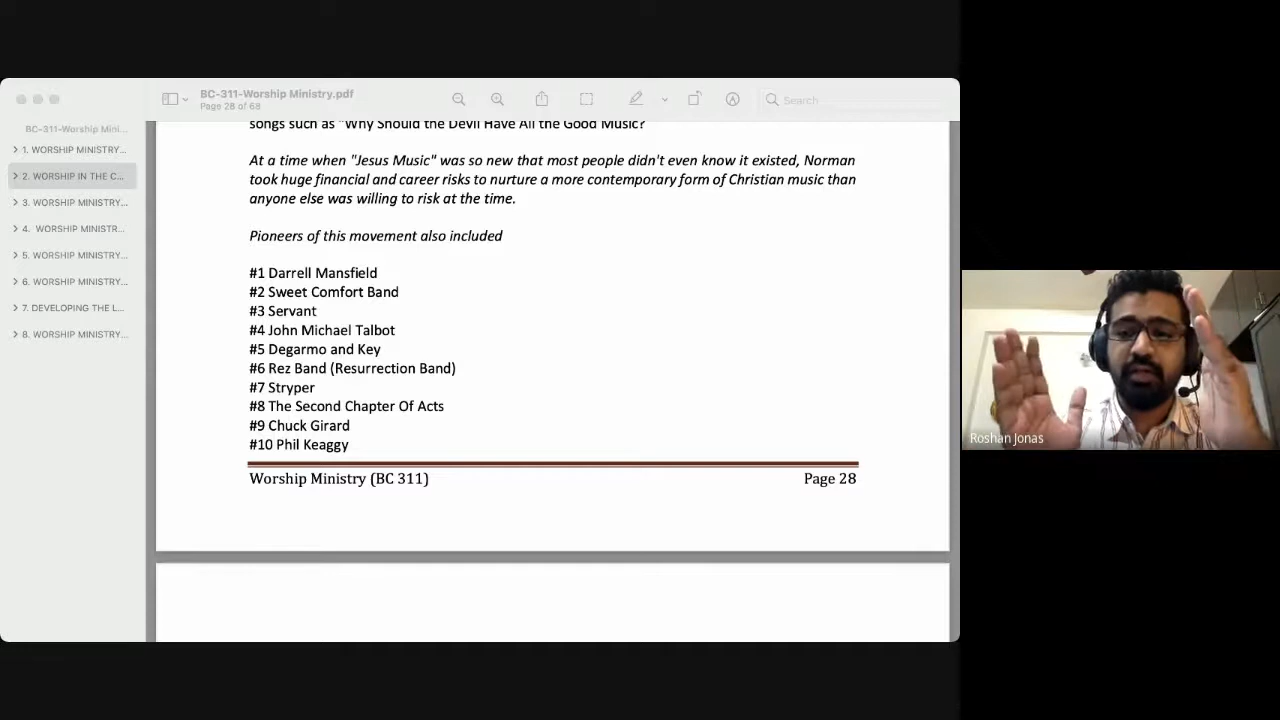 BC-311-Worship Ministry.pdf
Page 28 of 68
Search
BC-311-Worship Mini...
1. WORSHIP MINISTRY...
2. WORSHIP IN THE C...
3. WORSHIP MINISTRY...
4. WORSHIP MINISTR...
5. WORSHIP MINISTRY...
6. WORSHIP MINISTRY...
7. DEVELOPING THE L...
8. WORSHIP MINISTRY...
songs such as "Why Should the Devil Have All the Good Music?
At a time when "Jesus Music" was so new that most people didn't even know it existed, Norman
took huge financial and career risks to nurture a more contemporary form of Christian music than
anyone else was willing to risk at the time.
Pioneers of this movement also included
#1 Darrell Mansfield
#2 Sweet Comfort Band
#3 Servant
#4 John Michael Talbot
#5 Degarmo and Key
#6 Rez Band (Resurrection Band)
#7 Stryper
#8 The Second Chapter Of Acts
#9 Chuck Girard
#10 Phil Keaggy
Worship Ministry (BC 311) Page 28
Roshan Jonas